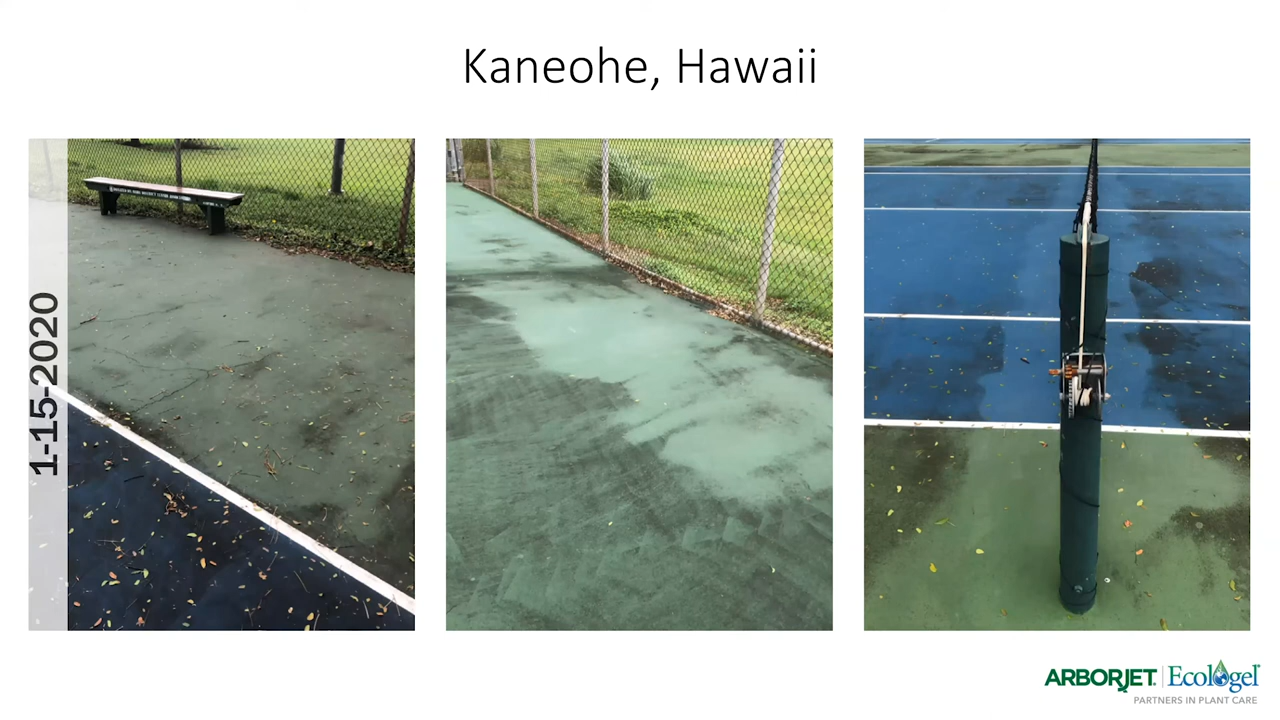 Kaneohe, Hawaii
1-15-2020
ARBORJET | Ecologel
PARTNERS IN PLANT CARE